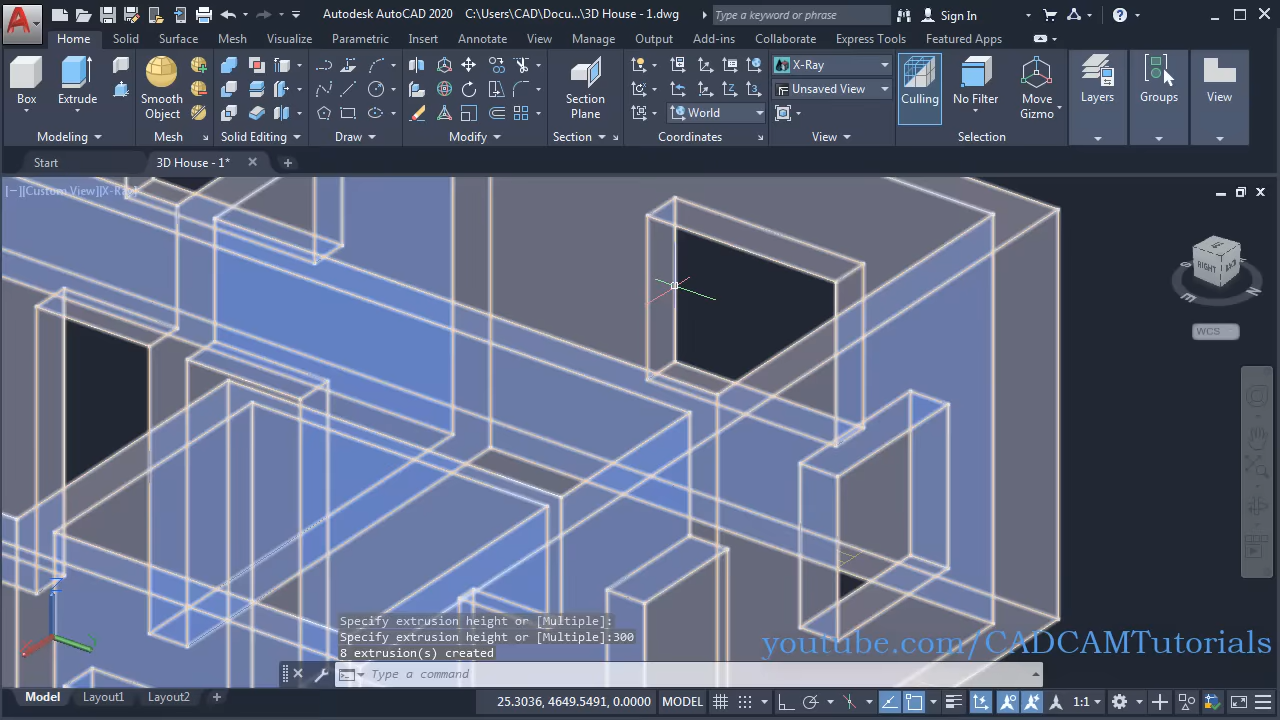 Autodesk AutoCAD 2020 C:\Users\CAD\Docu...\3D House - 1.dwg
Type a keyword or phrase
Sign In
Home Solid Surface Mesh Visualize Parametric Insert Annotate View Manage Output Add-ins Collaborate Express Tools Featured Apps
Box
Extrude
Smooth Object
Section Plane
X-Ray
Unsaved View
World
Culling
No Filter
Move Gizmo
Layers
Groups
View
Modeling Mesh Solid Editing Draw Modify Section Coordinates View Selection
Start 3D House - 1*
[−][Custom View][X-Ray]
RIGHT
WCS
Specify extrusion height or [Multiple]:
Specify extrusion height or [Multiple]:300
8 extrusion(s) created
youtube.com/CADCAMTutorials
Type a command
Model Layout1 Layout2
25.3036, 4649.5491, 0.0000 MODEL
1:1